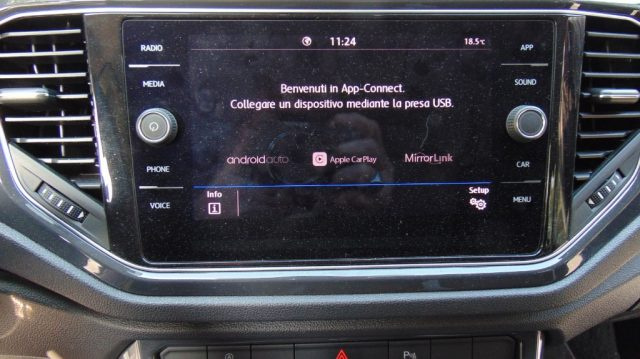 RADIO
MEDIA
PHONE
VOICE
11:24
18.5°C
Benvenuti in App-Connect.
Collegare un dispositivo mediante la presa USB.
androidauto
Apple CarPlay
MirrorLink
Info
i
Setup
APP
SOUND
CAR
MENU